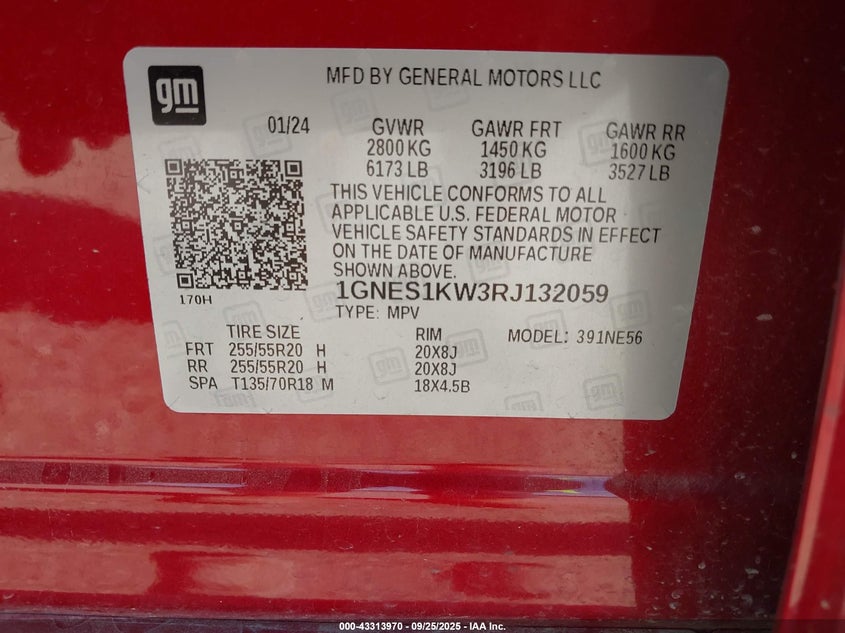 gm
MFD BY GENERAL MOTORS LLC
01/24 GVWR GAWR FRT GAWR RR
2800 KG 1450 KG 1600 KG
6173 LB 3196 LB 3527 LB
THIS VEHICLE CONFORMS TO ALL
APPLICABLE U.S. FEDERAL MOTOR
VEHICLE SAFETY STANDARDS IN EFFECT
ON THE DATE OF MANUFACTURE
SHOWN ABOVE.
170H
1GNES1KW3RJ132059
TYPE: MPV
TIRE SIZE RIM MODEL: 391NE56
FRT 255/55R20 H 20X8J
RR 255/55R20 H 20X8J
SPA T135/70R18 M 18X4.5B
000-43313970 - 09/25/2025 - IAA Inc.